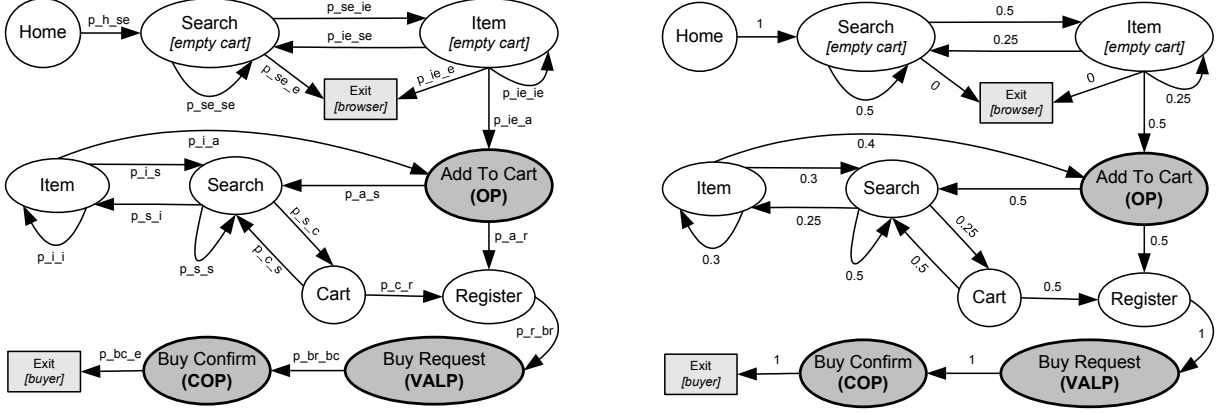 Home
p_h_se
Search
[empty cart]
p_se_ie
p_ie_se
Item
[empty cart]
p_se_se
p_se_e
Exit
[browser]
p_ie_e
p_ie_ie
p_ie_a
p_i_a
Item
p_i_s
Search
p_a_s
Add To Cart
(OP)
p_s_i
p_i_i
p_s_s
p_s_c
p_c_s
p_a_r
Cart
p_c_r
Register
p_r_br
Exit
[buyer]
p_bc_e
Buy Confirm
(COP)
p_br_bc
Buy Request
(VALP)
Home
1
Search
[empty cart]
0.5
0.25
Item
[empty cart]
0.5
0
Exit
[browser]
0
0.25
0.5
0.4
Item
0.3
Search
0.5
Add To Cart
(OP)
0.25
0.3
0.5
0.25
0.5
0.5
Cart
0.5
Register
1
Exit
[buyer]
1
Buy Confirm
(COP)
1
Buy Request
(VALP)